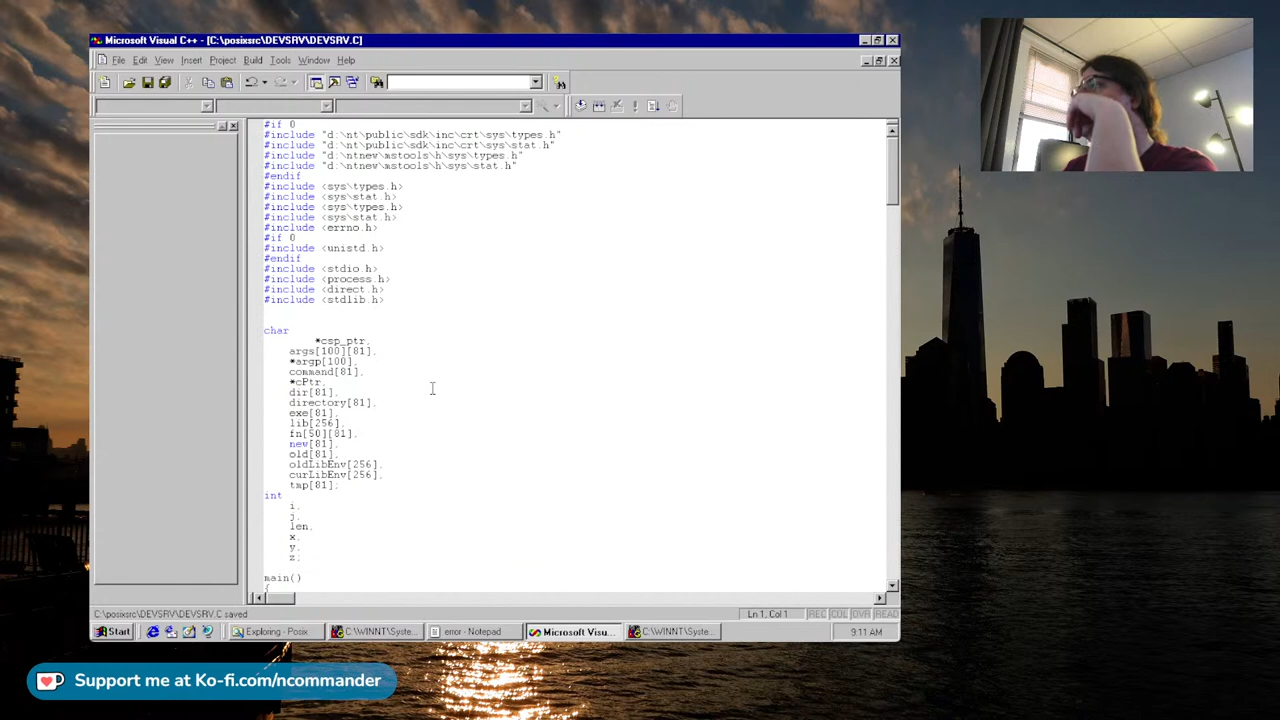 Microsoft Visual C++ - [C:\posixsrc\DEVSRV\DEVSRV.C]
File Edit View Insert Project Build Tools Window Help
#if 0
#include "d:\nt\public\sdk\inc\crt\sys\types.h"
#include "d:\nt\public\sdk\inc\crt\sys\stat.h"
#include "d:\ntnew\mstools\h\sys\types.h"
#include "d:\ntnew\mstools\h\sys\stat.h"
#endif
#include <sys\types.h>
#include <sys\stat.h>
#include <sys\types.h>
#include <sys\stat.h>
#include <errno.h>
#if 0
#include <unistd.h>
#endif
#include <stdio.h>
#include <process.h>
#include <direct.h>
#include <stdlib.h>
char
*csp_ptr,
args[100][81],
*argp[100],
command[81],
*cPtr,
dir[81],
directory[81],
exe[81],
lib[256],
fn[50][81],
new[81],
old[81],
oldLibEnv[256],
curLibEnv[256],
tmp[81];
int
i,
j,
len,
x,
y,
z;
main()
{
C:\posixsrc\DEVSRV\DEVSRV.C saved
Ln 1, Col 1 REC COL OVR READ
Start Exploring - Posix C:\WINNT\Syste... error - Notepad Microsoft Visu... C:\WINNT\Syste... 9:11 AM
Support me at Ko-fi.com/ncommander